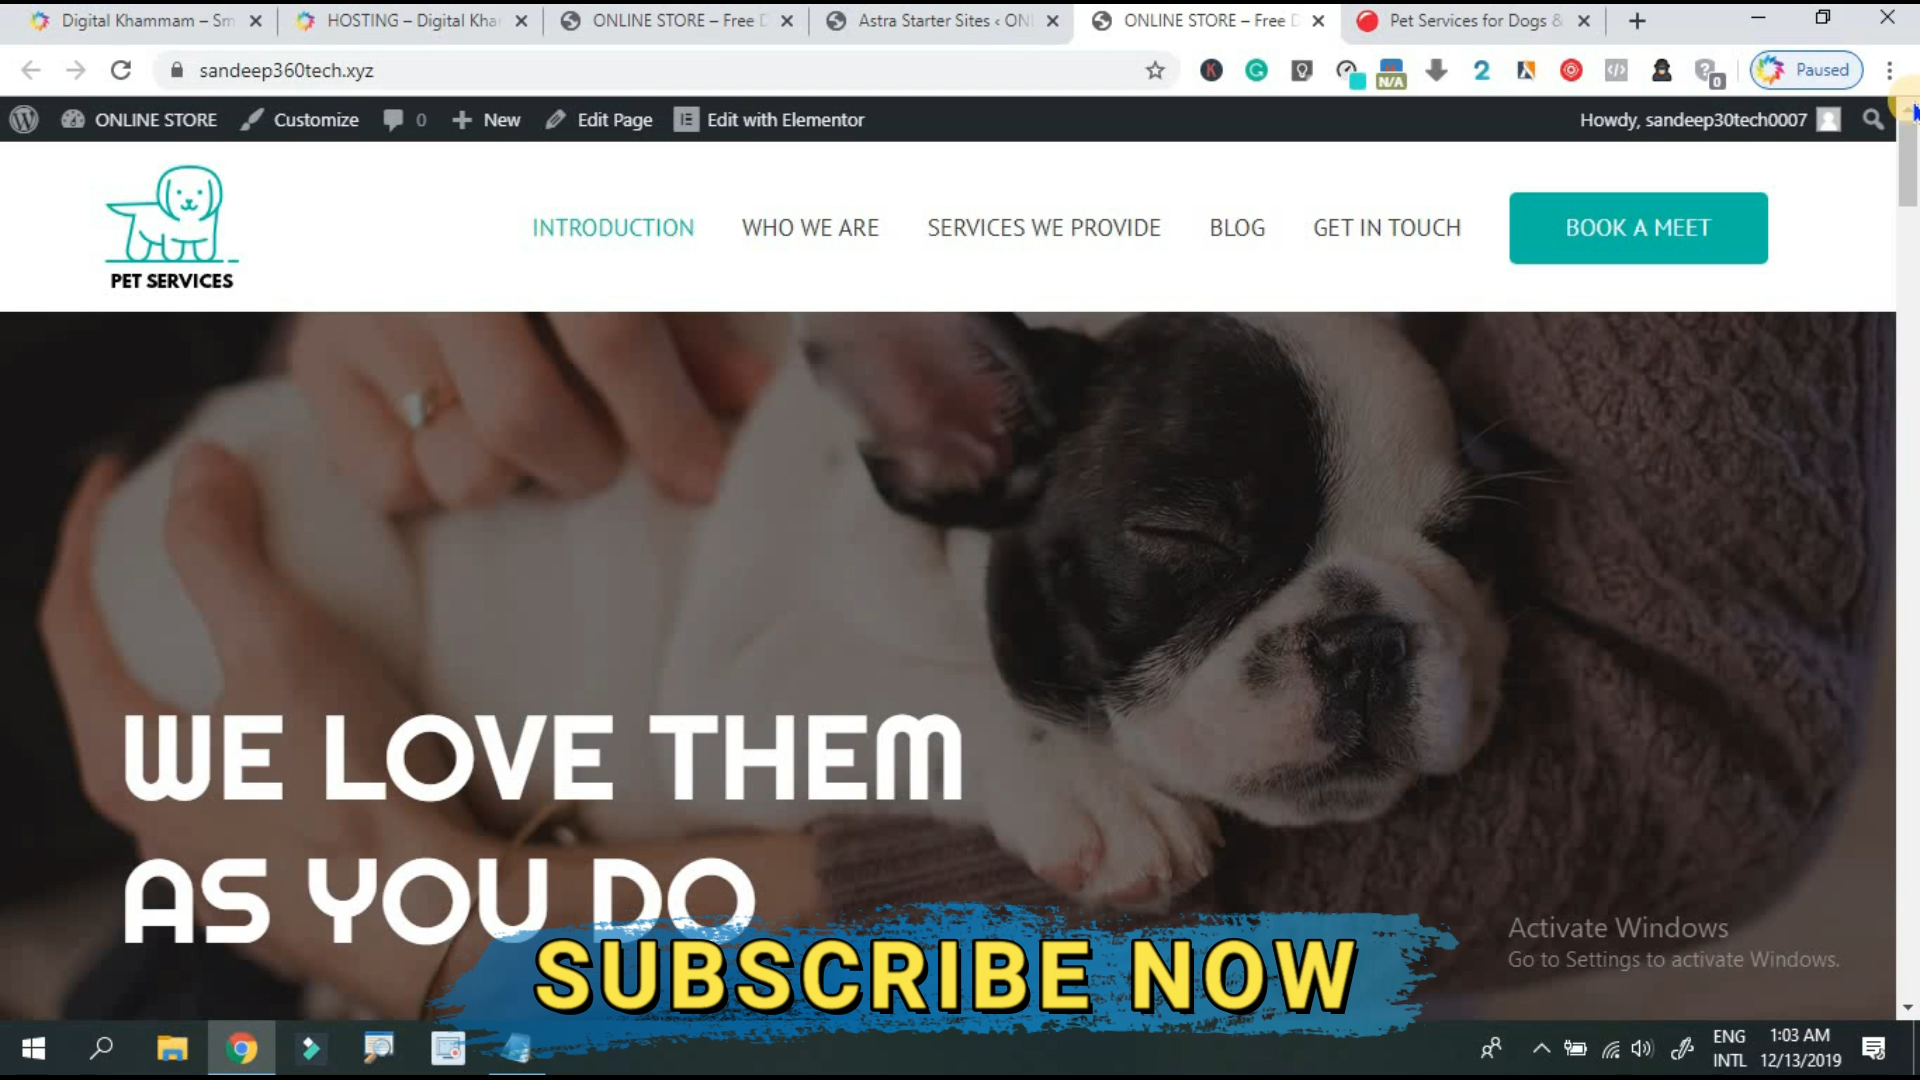 Digital Khammam – Sm
HOSTING – Digital Kha
ONLINE STORE – Free D
Astra Starter Sites ‹ ON
ONLINE STORE – Free D
Pet Services for Dogs &
sandeep360tech.xyz
N/A
2
0
Paused
ONLINE STORE
Customize
0
New
Edit Page
Edit with Elementor
Howdy, sandeep30tech0007
PET SERVICES
INTRODUCTION
WHO WE ARE
SERVICES WE PROVIDE
BLOG
GET IN TOUCH
BOOK A MEET
WE LOVE THEM
AS YOU DO
SUBSCRIBE NOW
Activate Windows
Go to Settings to activate Windows.
ENG
INTL
1:03 AM
12/13/2019